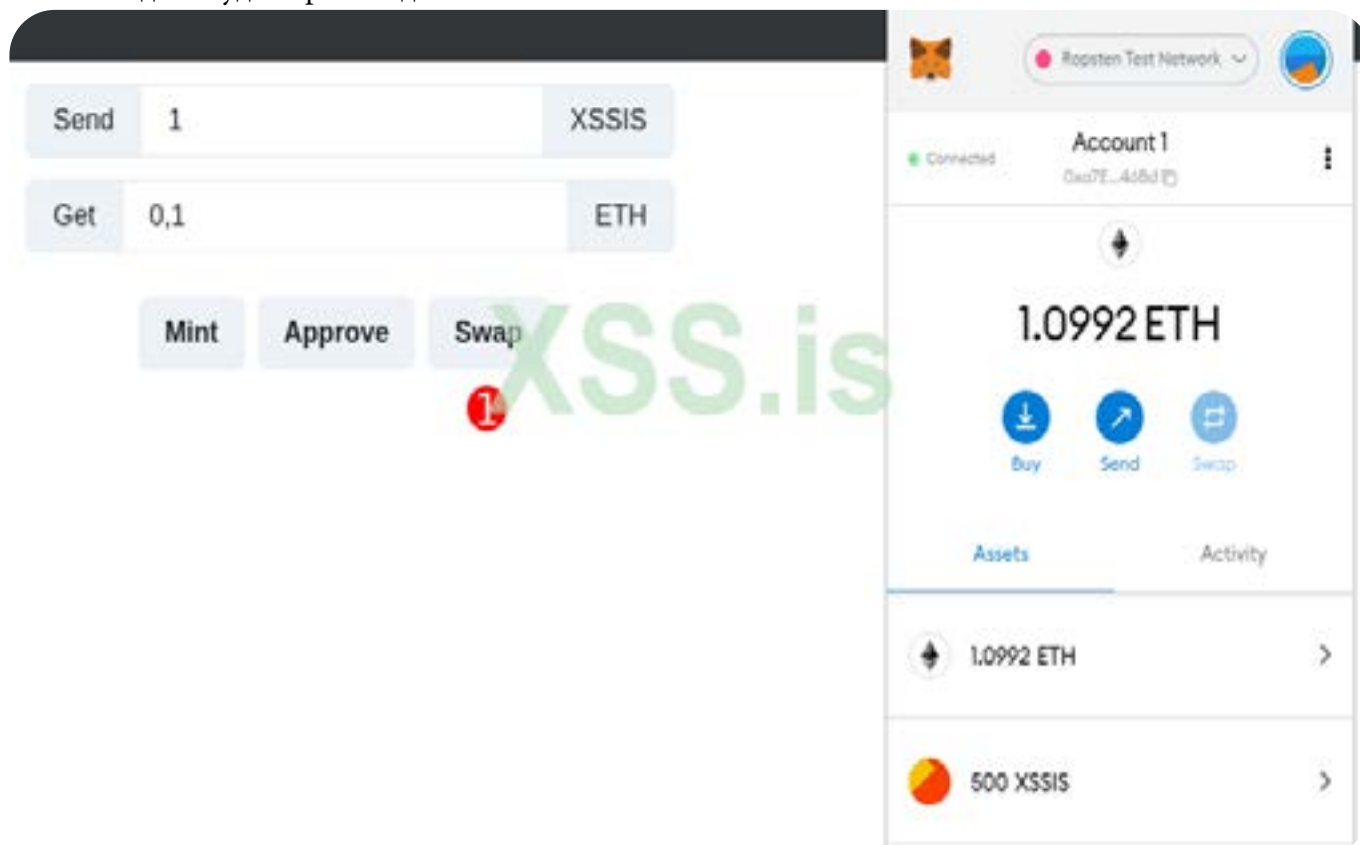 Send 1 XSSIS
Get 0,1 ETH
Mint Approve Swap
1
XSS.is
Ropsten Test Network
Connected
Account 1
1.0992 ETH
Buy Send Swap
Assets Activity
1.0992 ETH
500 XSSIS